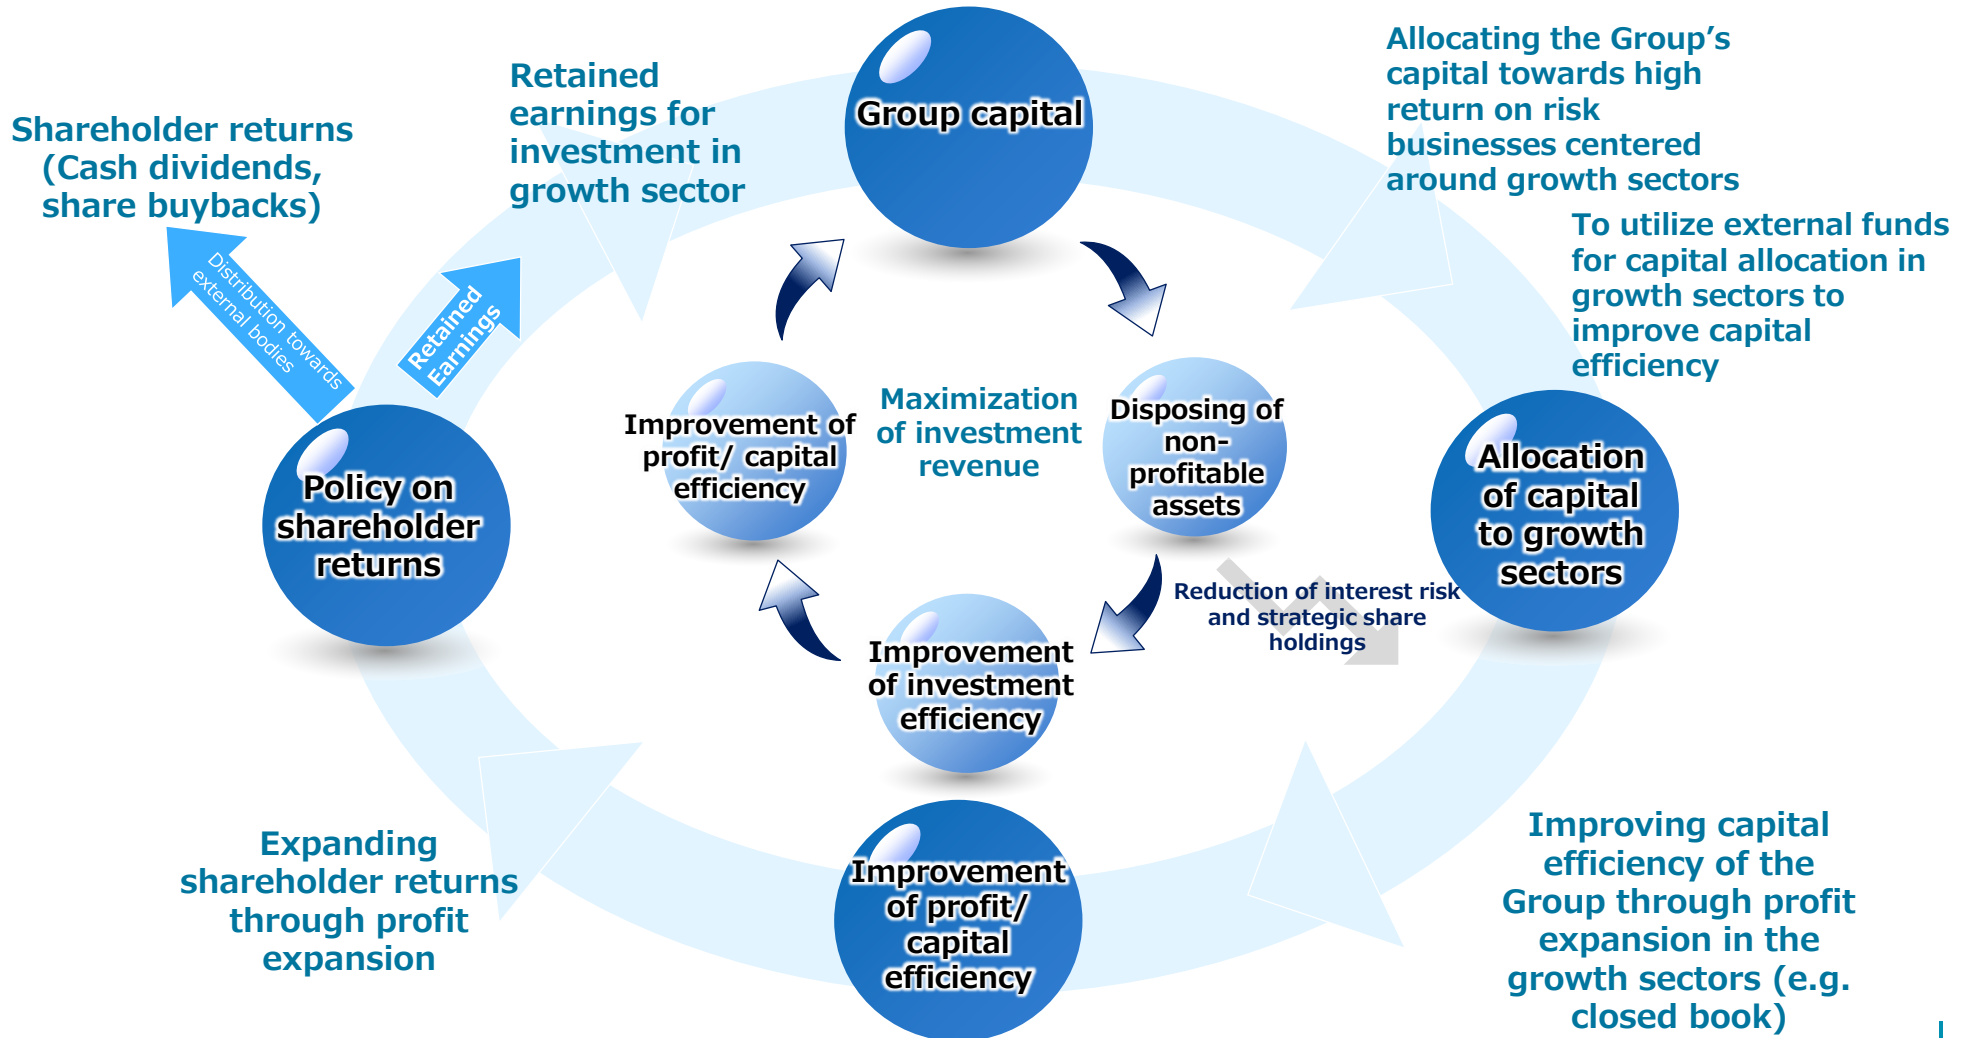 Group capital
Allocating the Group’s
capital towards high
return on risk
businesses centered
around growth sectors
Retained
earnings for
investment in
growth sector
Shareholder returns
(Cash dividends,
share buybacks)
To utilize external funds
for capital allocation in
growth sectors to
improve capital
efficiency
Distribution towards
external bodies
Retained
Earnings
Improvement of
profit/ capital
efficiency
Maximization
of investment
revenue
Disposing of
non-
profitable
assets
Policy on
shareholder
returns
Allocation
of capital
to growth
sectors
Reduction of interest risk
and strategic share
holdings
Improvement
of investment
efficiency
Expanding
shareholder returns
through profit
expansion
Improvement
of profit/
capital
efficiency
Improving capital
efficiency of the
Group through profit
expansion in the
growth sectors (e.g.
closed book)